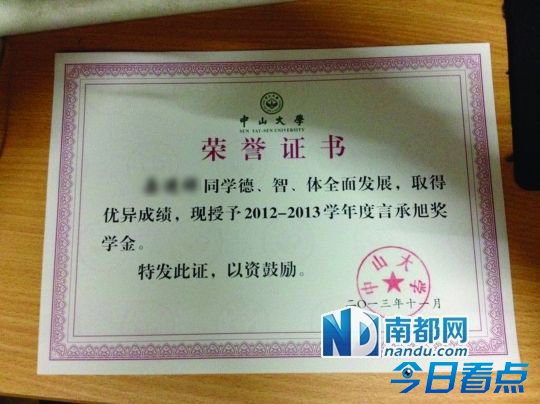 中山大學
SUN YAT-SEN UNIVERSITY
荣誉证书
同学德、智、体全面发展，取得
优异成绩，现授予2012-2013学年度言承旭奖
学金。
特发此证，以资鼓励。
中山大学
二〇一三年十一月
ND南都网
nandu.com
今日看点